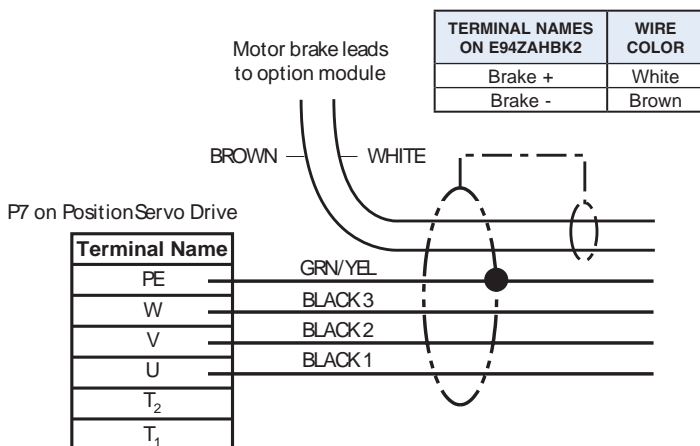 Motor brake leads
to option module
TERMINAL NAMES
ON E94ZAHBK2
WIRE
COLOR
Brake +
White
Brake -
Brown
BROWN
WHITE
P7 on PositionServo Drive
Terminal Name
PE
GRN/YEL
W
BLACK 3
V
BLACK 2
U
BLACK 1
T2
T1